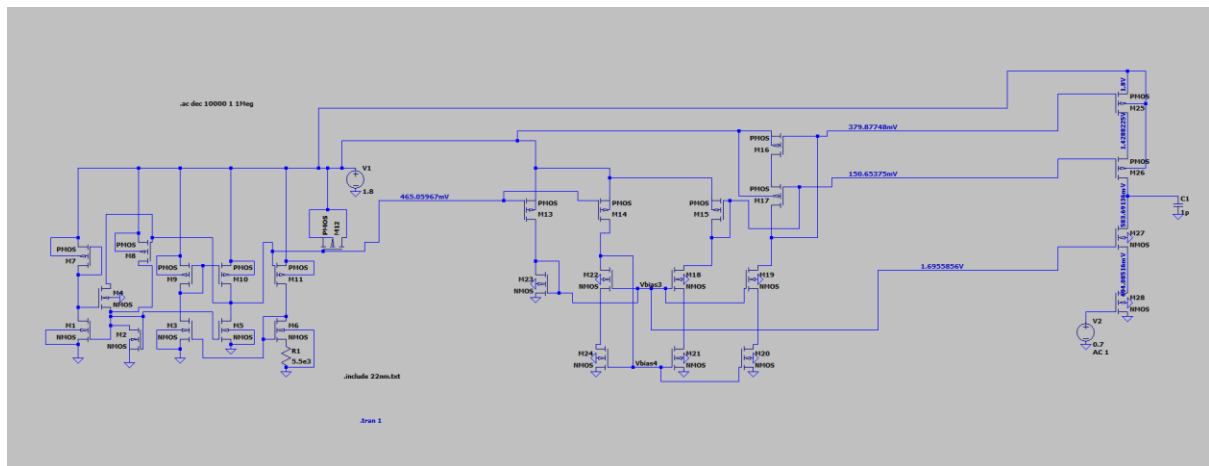 .ac dec 10000 1 1Meg
PMOS
M25
1.8V
379.87748mV
1.4288225V
PMOS
M16
PMOS
M26
150.65375mV
V1
1.8
PMOS
M17
C1
1p
465.05967mV
PMOS
M13
PMOS
M14
PMOS
M15
PMOS
M12
583.69136mV
M27
NMOS
PMOS
M7
PMOS
M8
PMOS
M9
PMOS
M10
PMOS
M11
1.6955856V
M23
NMOS
M22
NMOS
M18
NMOS
M19
NMOS
Vbias3
M4
NMOS
M28
NMOS
M1
NMOS
M2
NMOS
M3
NMOS
M5
NMOS
M6
NMOS
V2
0.7
AC 1
R1
5.5e3
M24
NMOS
Vbias4
M21
NMOS
M20
NMOS
.include 22nm.txt
.tran 1